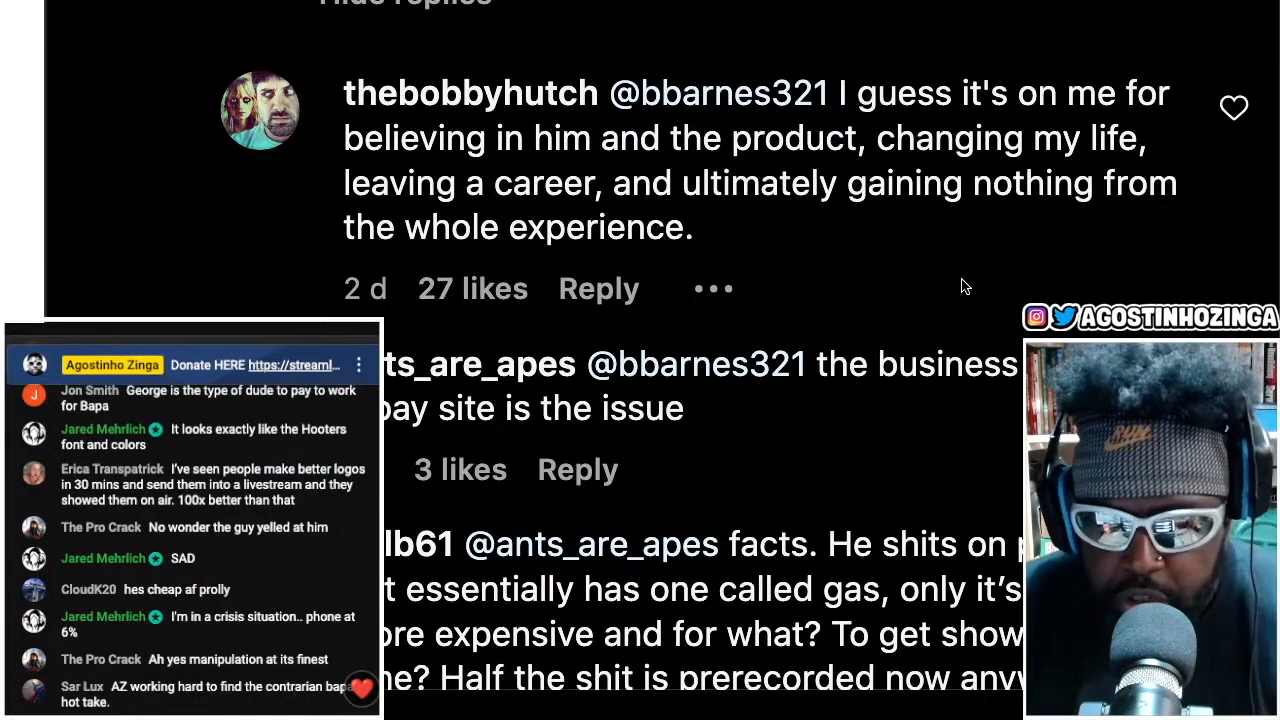 Hide replies
thebobbyhutch @bbarnes321 I guess it's on me for
believing in him and the product, changing my life,
leaving a career, and ultimately gaining nothing from
the whole experience.
2 d 27 likes Reply •••
ts_are_apes @bbarnes321 the business
pay site is the issue
3 likes Reply
lb61 @ants_are_apes facts. He shits on
t essentially has one called gas, only it's
ore expensive and for what? To get show
ne? Half the shit is prerecorded now anyw
AGOSTINHOZINGA
Agostinho Zinga Donate HERE https://streaml...
Jon Smith George is the type of dude to pay to work
for Bapa
Jared Mehrlich It looks exactly like the Hooters
font and colors
Erica Transpatrick I've seen people make better logos
in 30 mins and send them into a livestream and they
showed them on air. 100x better than that
The Pro Crack No wonder the guy yelled at him
Jared Mehrlich SAD
CloudK20 hes cheap af prolly
Jared Mehrlich I'm in a crisis situation.. phone at
6%
The Pro Crack Ah yes manipulation at its finest
Sar Lux AZ working hard to find the contrarian bapa
hot take.